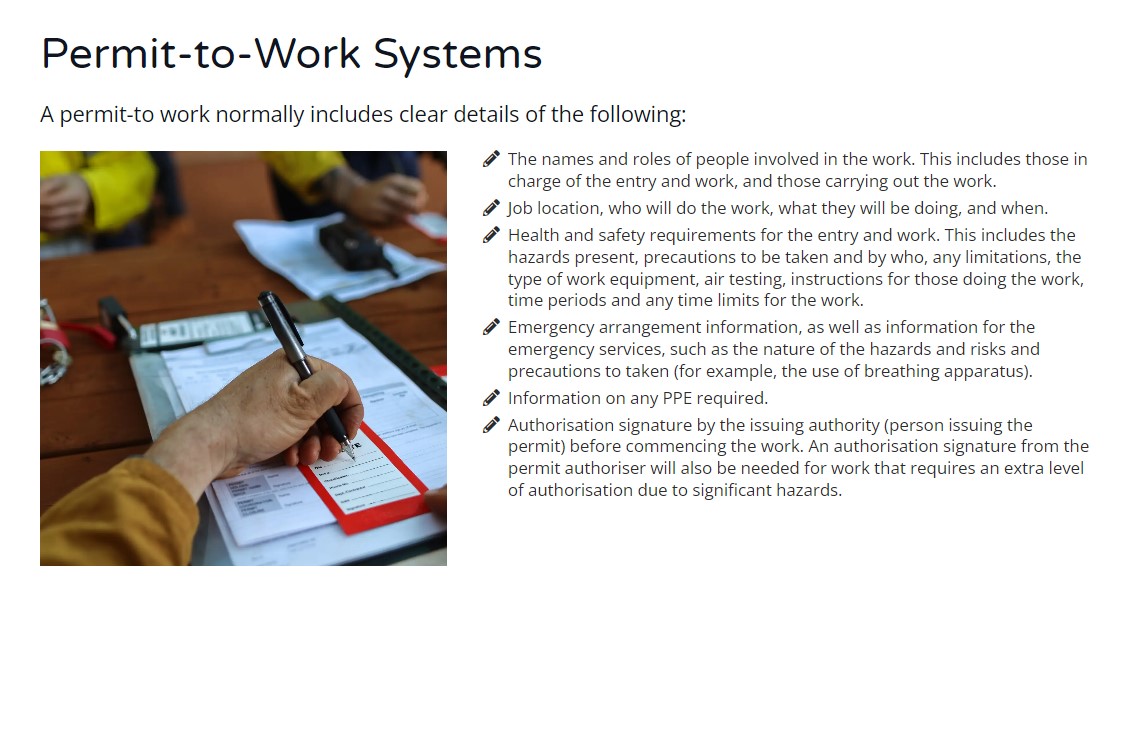 Permit-to-Work Systems
A permit-to work normally includes clear details of the following:
The names and roles of people involved in the work. This includes those in
charge of the entry and work, and those carrying out the work.
Job location, who will do the work, what they will be doing, and when.
Health and safety requirements for the entry and work. This includes the
hazards present, precautions to be taken and by who, any limitations, the
type of work equipment, air testing, instructions for those doing the work,
time periods and any time limits for the work.
Emergency arrangement information, as well as information for the
emergency services, such as the nature of the hazards and risks and
precautions to taken (for example, the use of breathing apparatus).
Information on any PPE required.
Authorisation signature by the issuing authority (person issuing the
permit) before commencing the work. An authorisation signature from the
permit authoriser will also be needed for work that requires an extra level
of authorisation due to significant hazards.